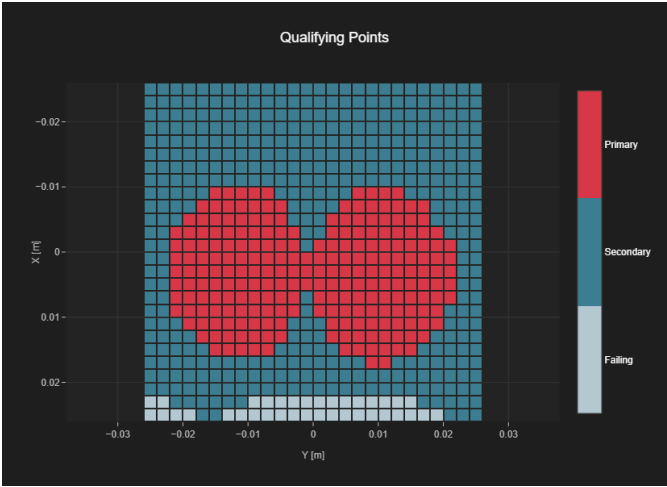 Qualifying Points
−0.02
−0.01
0
0.01
0.02
X [m]
−0.03
−0.02
−0.01
0
0.01
0.02
0.03
Y [m]
Primary
Secondary
Failing